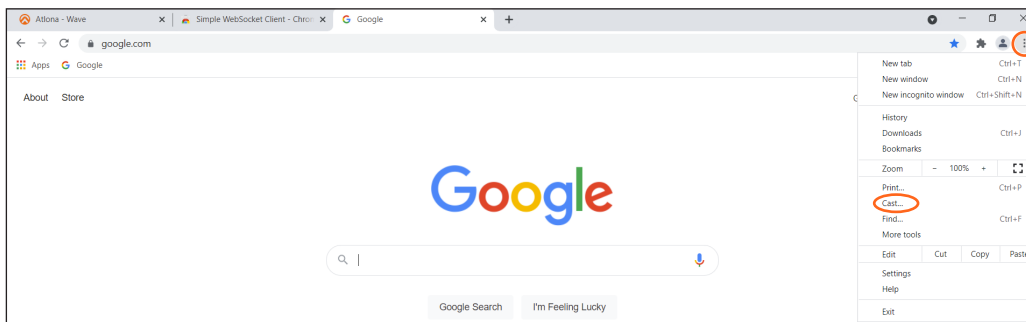 Atlona - Wave
Simple WebSocket Client - Chrom
Google
google.com
Apps Google
About Store
Google
Google Search I'm Feeling Lucky
New tab Ctrl+T
New window Ctrl+N
New incognito window Ctrl+Shift+N
History
Downloads Ctrl+J
Bookmarks
Zoom - 100% +
Print... Ctrl+P
Cast...
Find... Ctrl+F
More tools
Edit Cut Copy Paste
Settings
Help
Exit